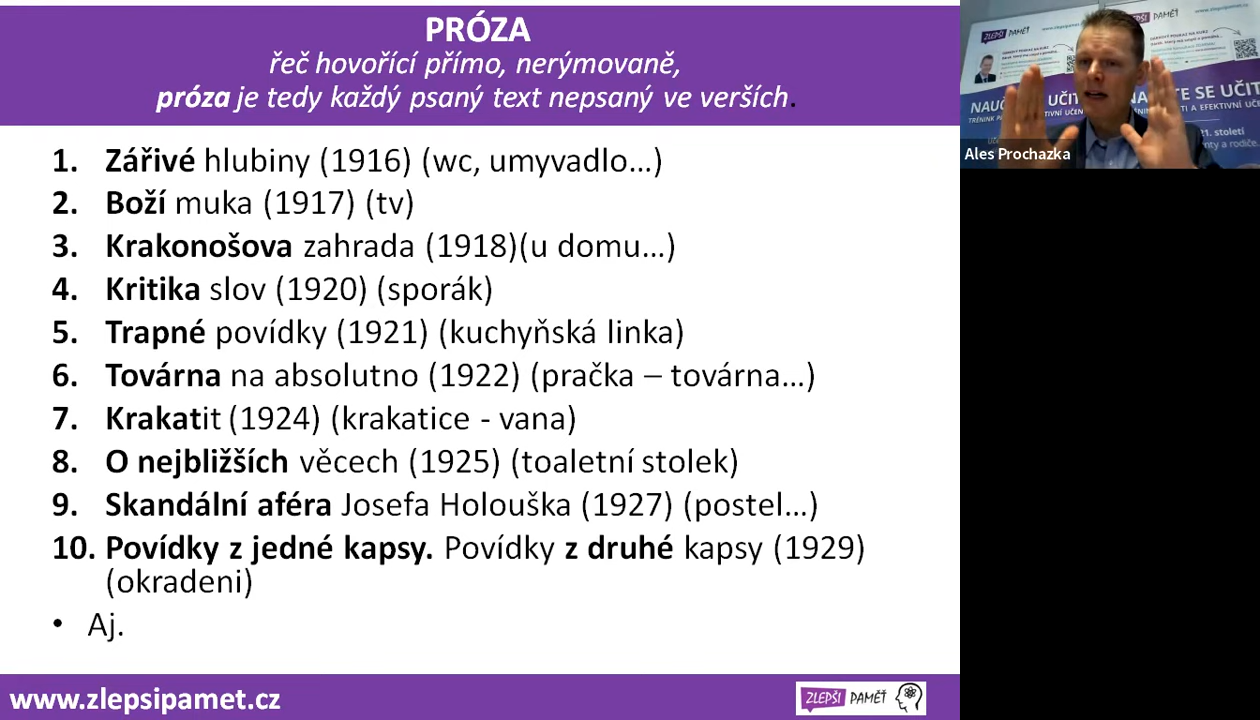 PRÓZA
řeč hovořící přímo, nerýmovaně,
próza je tedy každý psaný text nepsaný ve verších.
1. Zářivé hlubiny (1916) (wc, umyvadlo...)
2. Boží muka (1917) (tv)
3. Krakonošova zahrada (1918)(u domu...)
4. Kritika slov (1920) (sporák)
5. Trapné povídky (1921) (kuchyňská linka)
6. Továrna na absolutno (1922) (pračka – továrna...)
7. Krakatit (1924) (krakatice - vana)
8. O nejbližších věcech (1925) (toaletní stolek)
9. Skandální aféra Josefa Holouška (1927) (postel...)
10. Povídky z jedné kapsy. Povídky z druhé kapsy (1929)
(okradeni)
• Aj.
www.zlepsipamet.cz
ZLEPŠI PAMĚŤ
ZLEPŠI PAMĚŤ
Ales Prochazka